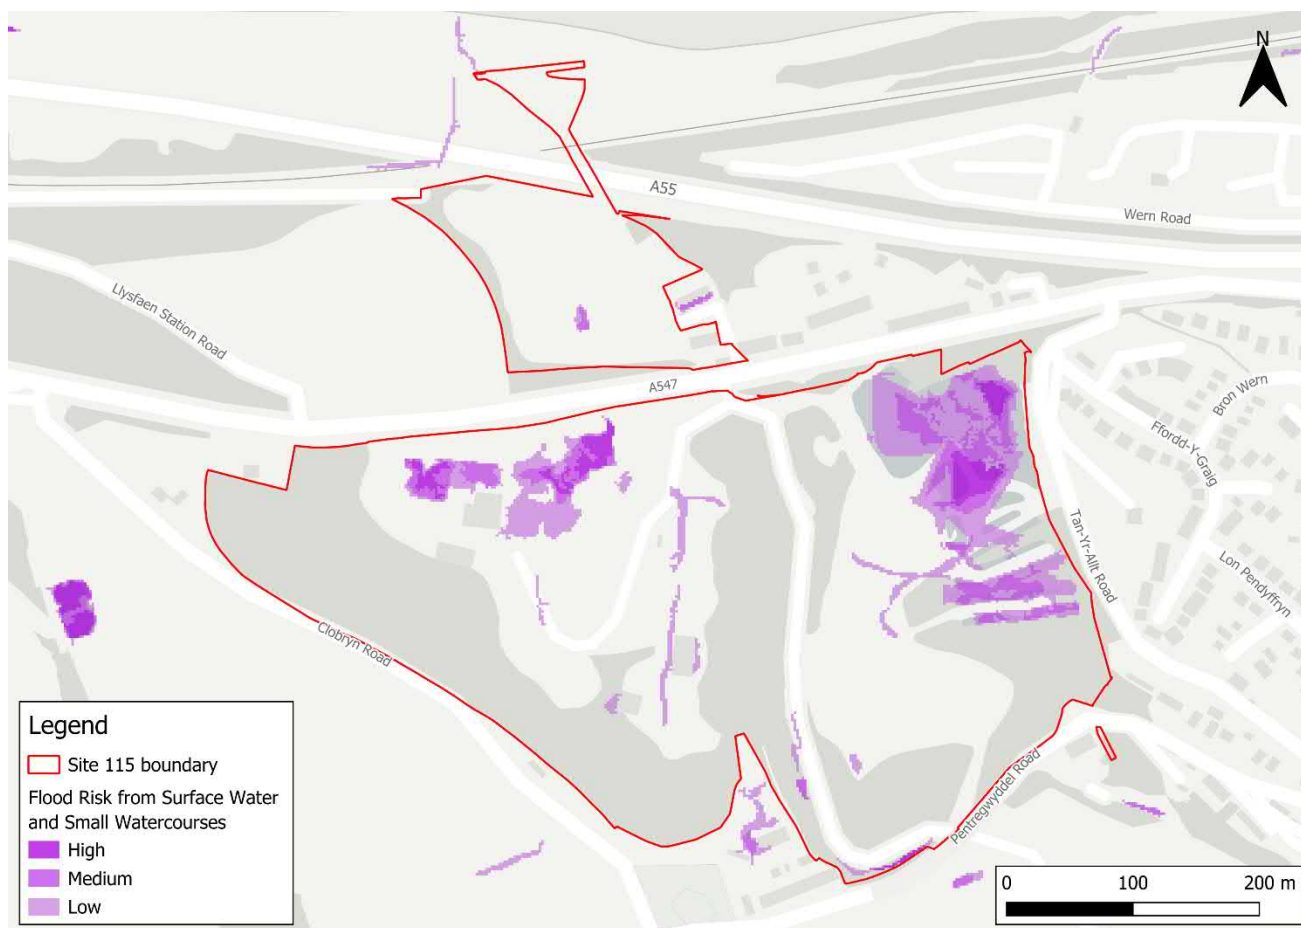 N
A55
Wern Road
Llysfaen Station Road
A547
Bron Wern
Ffordd-Y-Graig
Tan-Yr-Allt Road
Lon Pendyffryn
Clobryn Road
Pentregwyddel Road
Legend
Site 115 boundary
Flood Risk from Surface Water
and Small Watercourses
High
Medium
Low
0 100 200 m